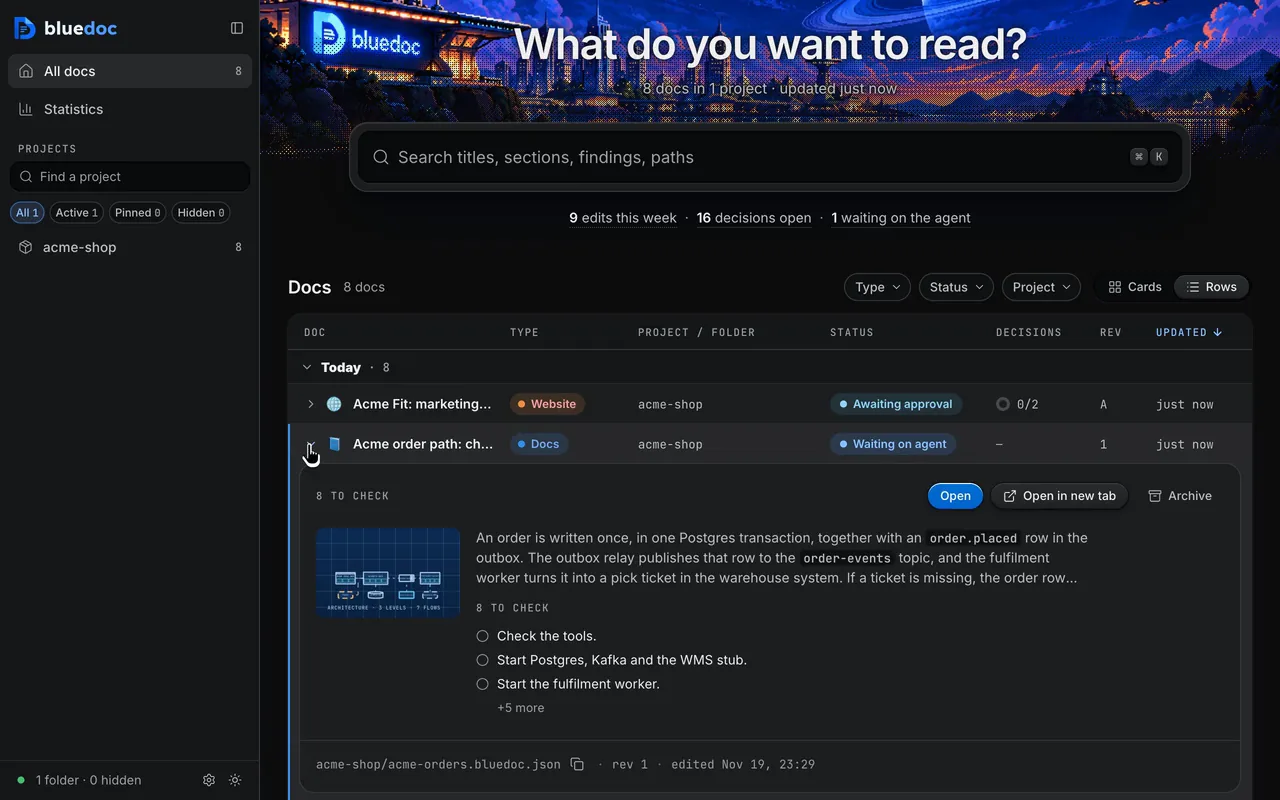 bluedoc
All docs 8
Statistics
PROJECTS
Find a project
All 1 Active 1 Pinned 0 Hidden 0
acme-shop 8
1 folder · 0 hidden
bluedoc
What do you want to read?
8 docs in 1 project · updated just now
Search titles, sections, findings, paths ⌘ K
9 edits this week · 16 decisions open · 1 waiting on the agent
Docs 8 docs Type Status Project Cards Rows
DOC TYPE PROJECT / FOLDER STATUS DECISIONS REV UPDATED ↓
Today · 8
Acme Fit: marketing... Website acme-shop Awaiting approval 0/2 A just now
Acme order path: ch... Docs acme-shop Waiting on agent – 1 just now
8 TO CHECK Open Open in new tab Archive
An order is written once, in one Postgres transaction, together with an order.placed row in the
outbox. The outbox relay publishes that row to the order-events topic, and the fulfilment
worker turns it into a pick ticket in the warehouse system. If a ticket is missing, the order row...
ARCHITECTURE · 3 LEVELS · 7 FLOWS
8 TO CHECK
Check the tools.
Start Postgres, Kafka and the WMS stub.
Start the fulfilment worker.
+5 more
acme-shop/acme-orders.bluedoc.json · rev 1 · edited Nov 19, 23:29